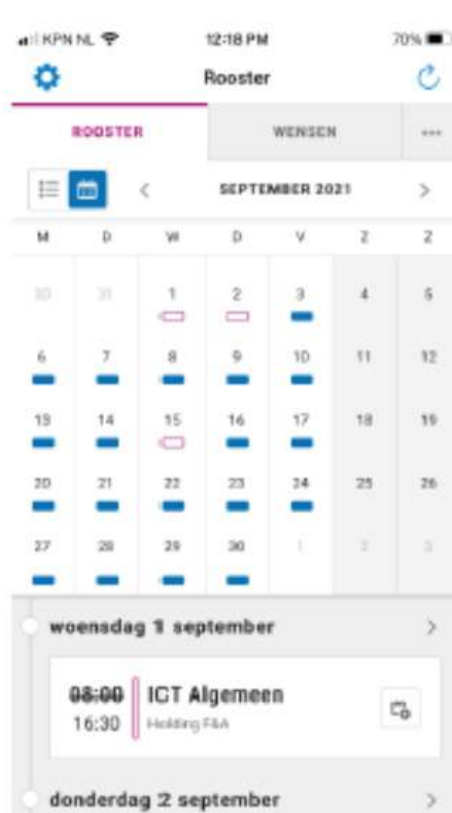 KPN NL 12:18 PM 70%
Rooster
ROOSTER WENSEN ...
< SEPTEMBER 2021 >
M D W D V Z Z
30 31 1 2 3 4 5
6 7 8 9 10 11 12
13 14 15 16 17 18 19
20 21 22 23 24 25 26
27 28 29 30 1 2 3
woensdag 1 september >
08:00 ICT Algemeen
16:30 Holding F&A
donderdag 2 september >